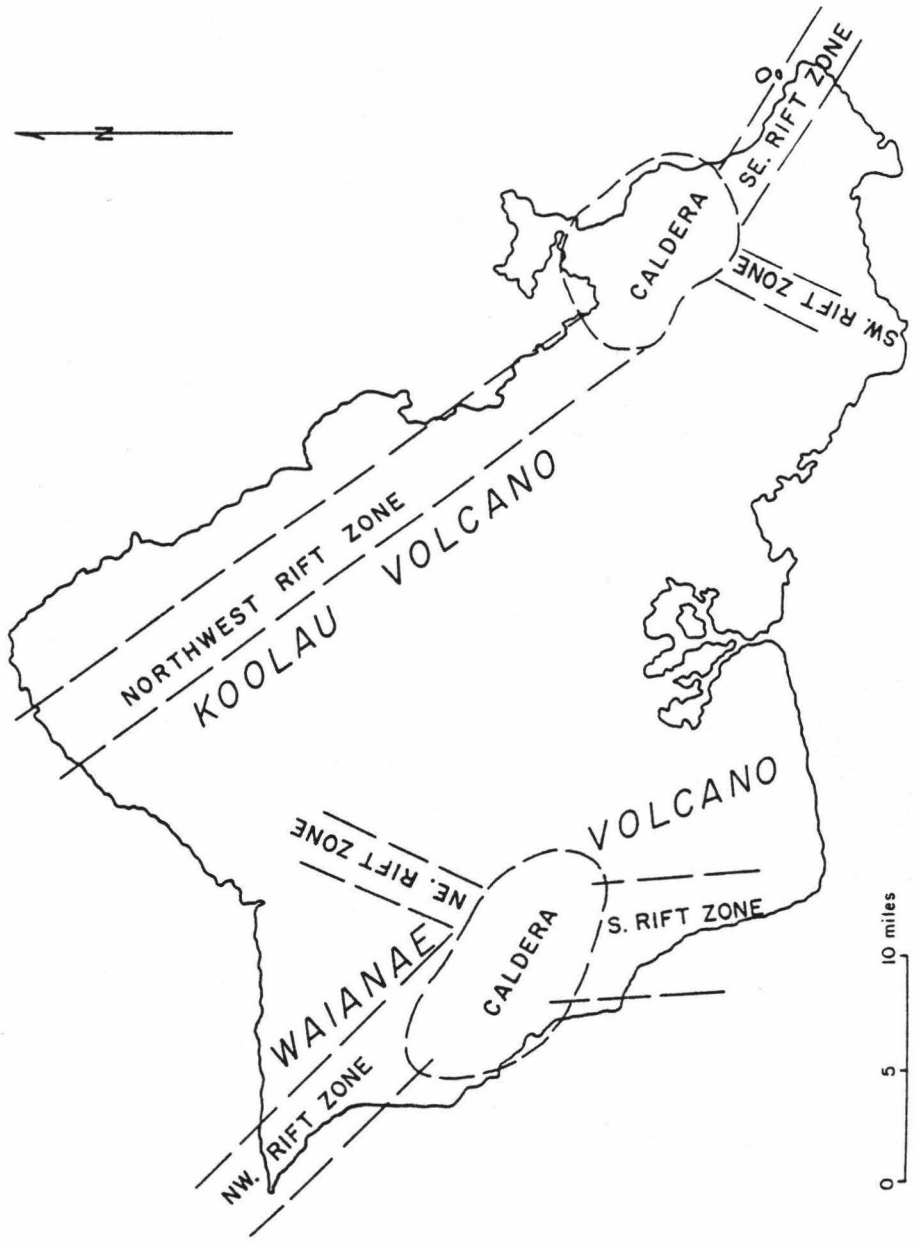 N
NORTHWEST RIFT ZONE
KOOLAU VOLCANO
CALDERA
SE. RIFT ZONE
SW. RIFT ZONE
NE. RIFT ZONE
WAIANAE VOLCANO
NW. RIFT ZONE
CALDERA
S. RIFT ZONE
0 5 10 miles